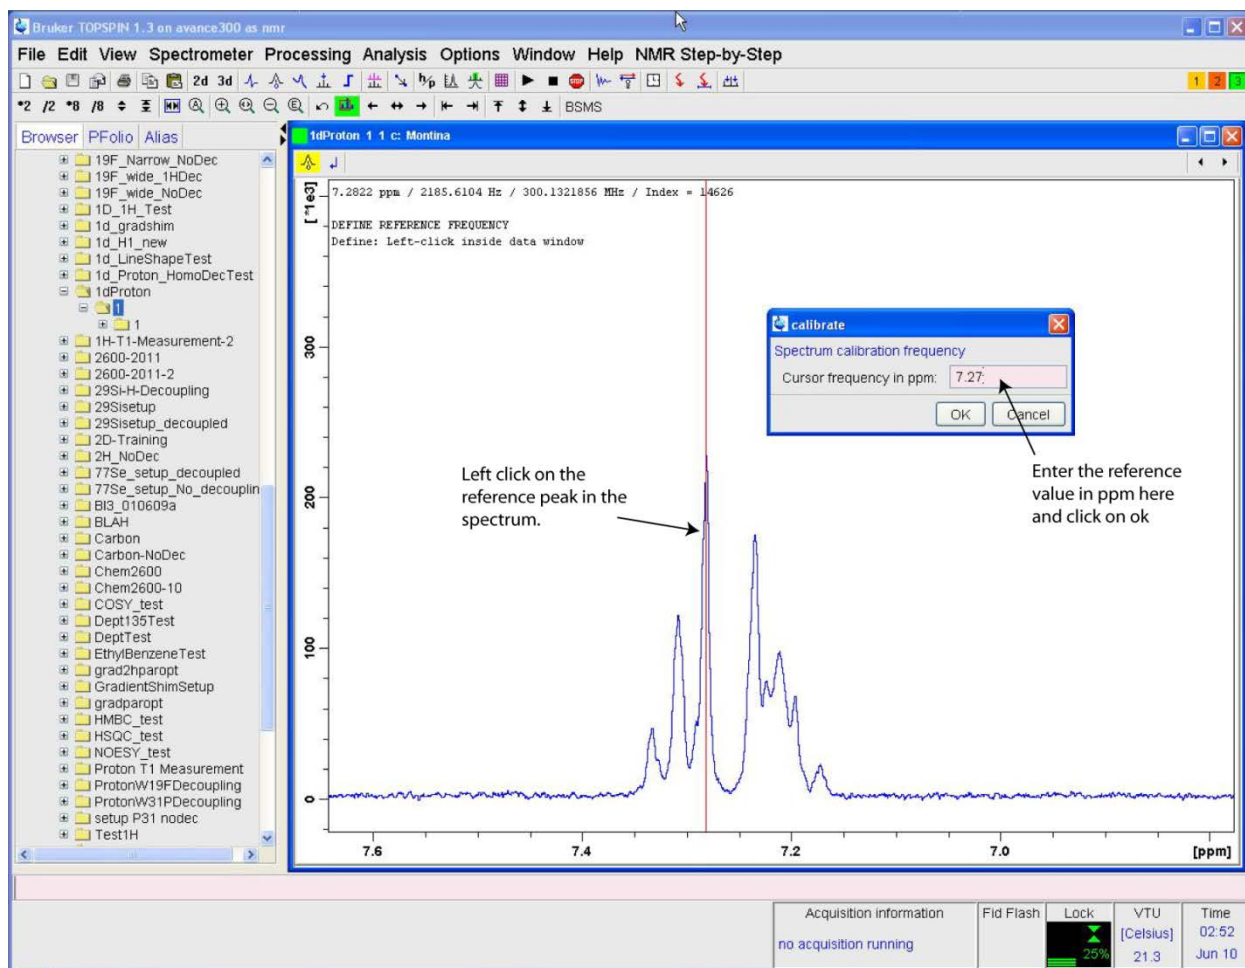 Bruker TOPSPIN 1.3 on avance300 as nmr
File Edit View Spectrometer Processing Analysis Options Window Help NMR Step-by-Step
2d 3d
1 2 3
*2 /2 *8 /8
BSMS
Browser PFolio Alias
19F_Narrow_NoDec
19F_wide_1HDec
19F_wide_NoDec
1D_1H_Test
1d_gradshim
1d_H1_new
1d_LineShapeTest
1d_Proton_HomoDecTest
1dProton
1
1
1H-T1-Measurement-2
2600-2011
2600-2011-2
29Si-H-Decoupling
29Sisetup
29Sisetup_decoupled
2D-Training
2H_NoDec
77Se_setup_decoupled
77Se_setup_No_decouplin
BI3_010609a
BLAH
Carbon
Carbon-NoDec
Chem2600
Chem2600-10
COSY_test
Dept135Test
DeptTest
EthylBenzeneTest
grad2hparopt
GradientShimSetup
gradparopt
HMBC_test
HSQC_test
NOESY_test
Proton T1 Measurement
ProtonW19FDecoupling
ProtonW31PDecoupling
setup P31 nodec
Test1H
1dProton 1 1 c: Montina
7.2822 ppm / 2185.6104 Hz / 300.1321856 MHz / Index = 14626
DEFINE REFERENCE FREQUENCY
Define: Left-click inside data window
[*1e3]
300
200
100
0
7.6 7.4 7.2 7.0 [ppm]
calibrate
Spectrum calibration frequency
Cursor frequency in ppm: 7.27
OK Cancel
Left click on the
reference peak in the
spectrum.
Enter the reference
value in ppm here
and click on ok
Acquisition information
no acquisition running
Fid Flash
Lock
25%
VTU
[Celsius]
21.3
Time
02:52
Jun 10